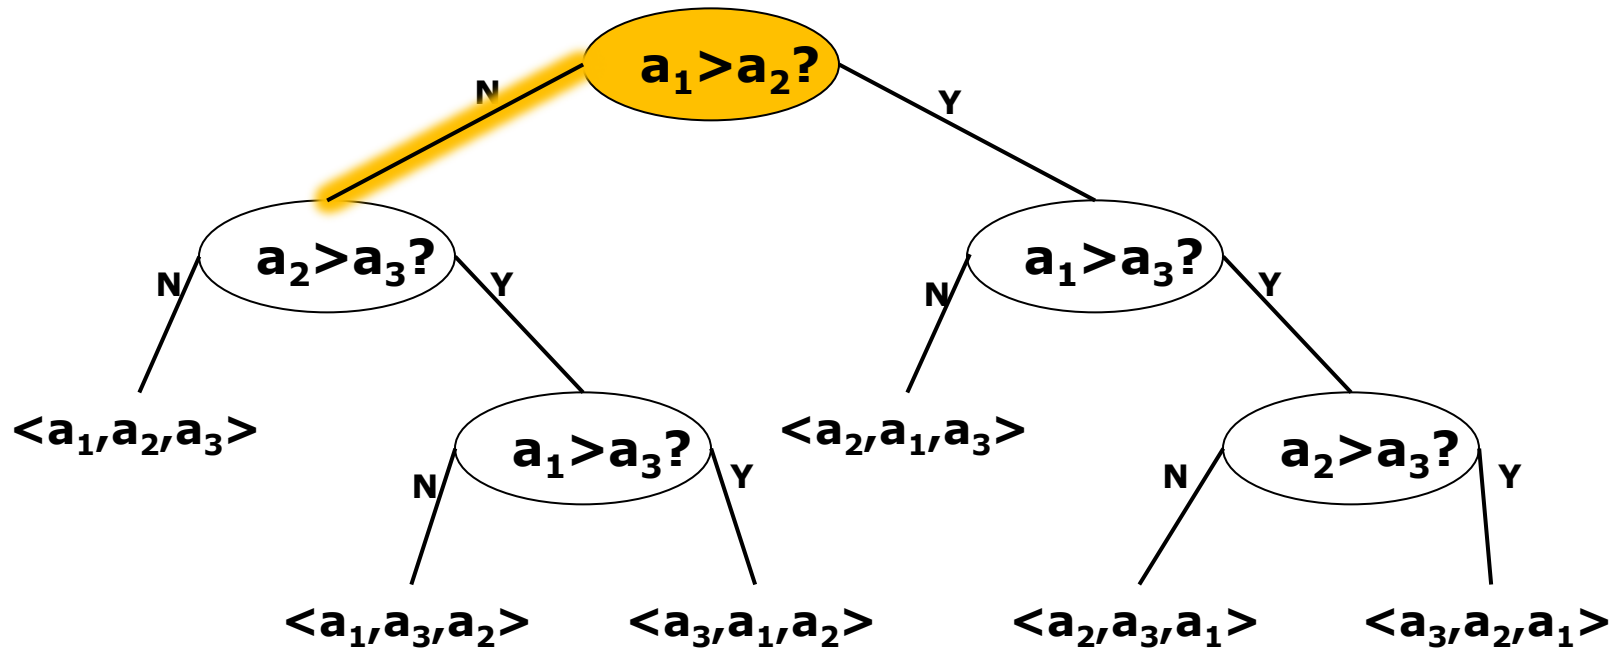 a₁>a₂?
N
Y
a₂>a₃?
a₁>a₃?
N
Y
N
Y
<a₁,a₂,a₃>
a₁>a₃?
<a₂,a₁,a₃>
a₂>a₃?
N
Y
N
Y
<a₁,a₃,a₂>
<a₃,a₁,a₂>
<a₂,a₃,a₁>
<a₃,a₂,a₁>